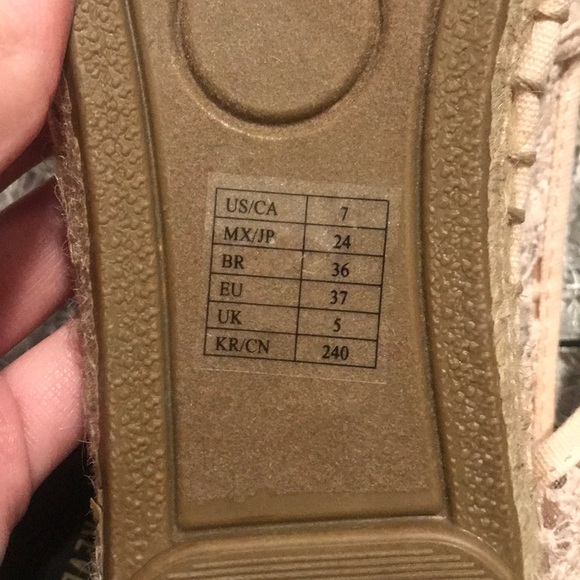 US/CA 7
MX/JP 24
BR 36
EU 37
UK 5
KR/CN 240